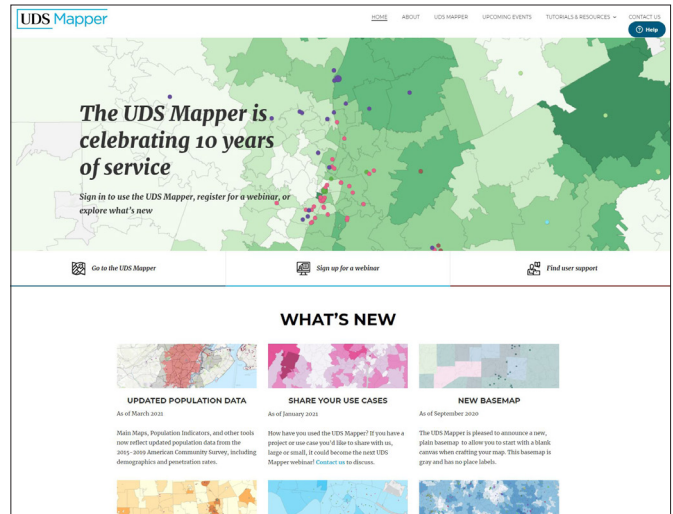 UDS Mapper
HOME ABOUT UDS MAPPER UPCOMING EVENTS TUTORIALS & RESOURCES CONTACT US
Help
The UDS Mapper is
celebrating 10 years
of service
Sign in to use the UDS Mapper, register for a webinar, or
explore what's new
Go to the UDS Mapper
Sign up for a webinar
Find user support
WHAT'S NEW
UPDATED POPULATION DATA
As of March 2021
Main Maps, Population Indicators, and other tools
now reflect updated population data from the
2015-2019 American Community Survey, including
demographics and penetration rates.
SHARE YOUR USE CASES
As of January 2021
How have you used the UDS Mapper? If you have a
project or use case you'd like to share with us,
large or small, it could become the next UDS
Mapper webinar! Contact us to discuss.
NEW BASEMAP
As of September 2020
The UDS Mapper is pleased to announce a new,
plain basemap to allow you to start with a blank
canvas when crafting your map. This basemap is
gray and has no place labels.